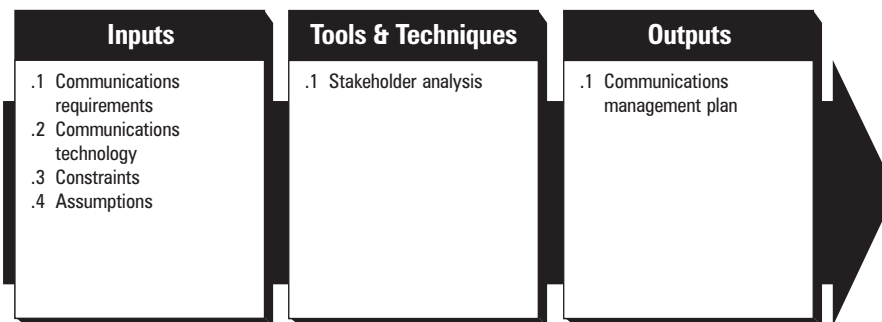 Inputs
.1 Communications
requirements
.2 Communications
technology
.3 Constraints
.4 Assumptions
Tools & Techniques
.1 Stakeholder analysis
Outputs
.1 Communications
management plan